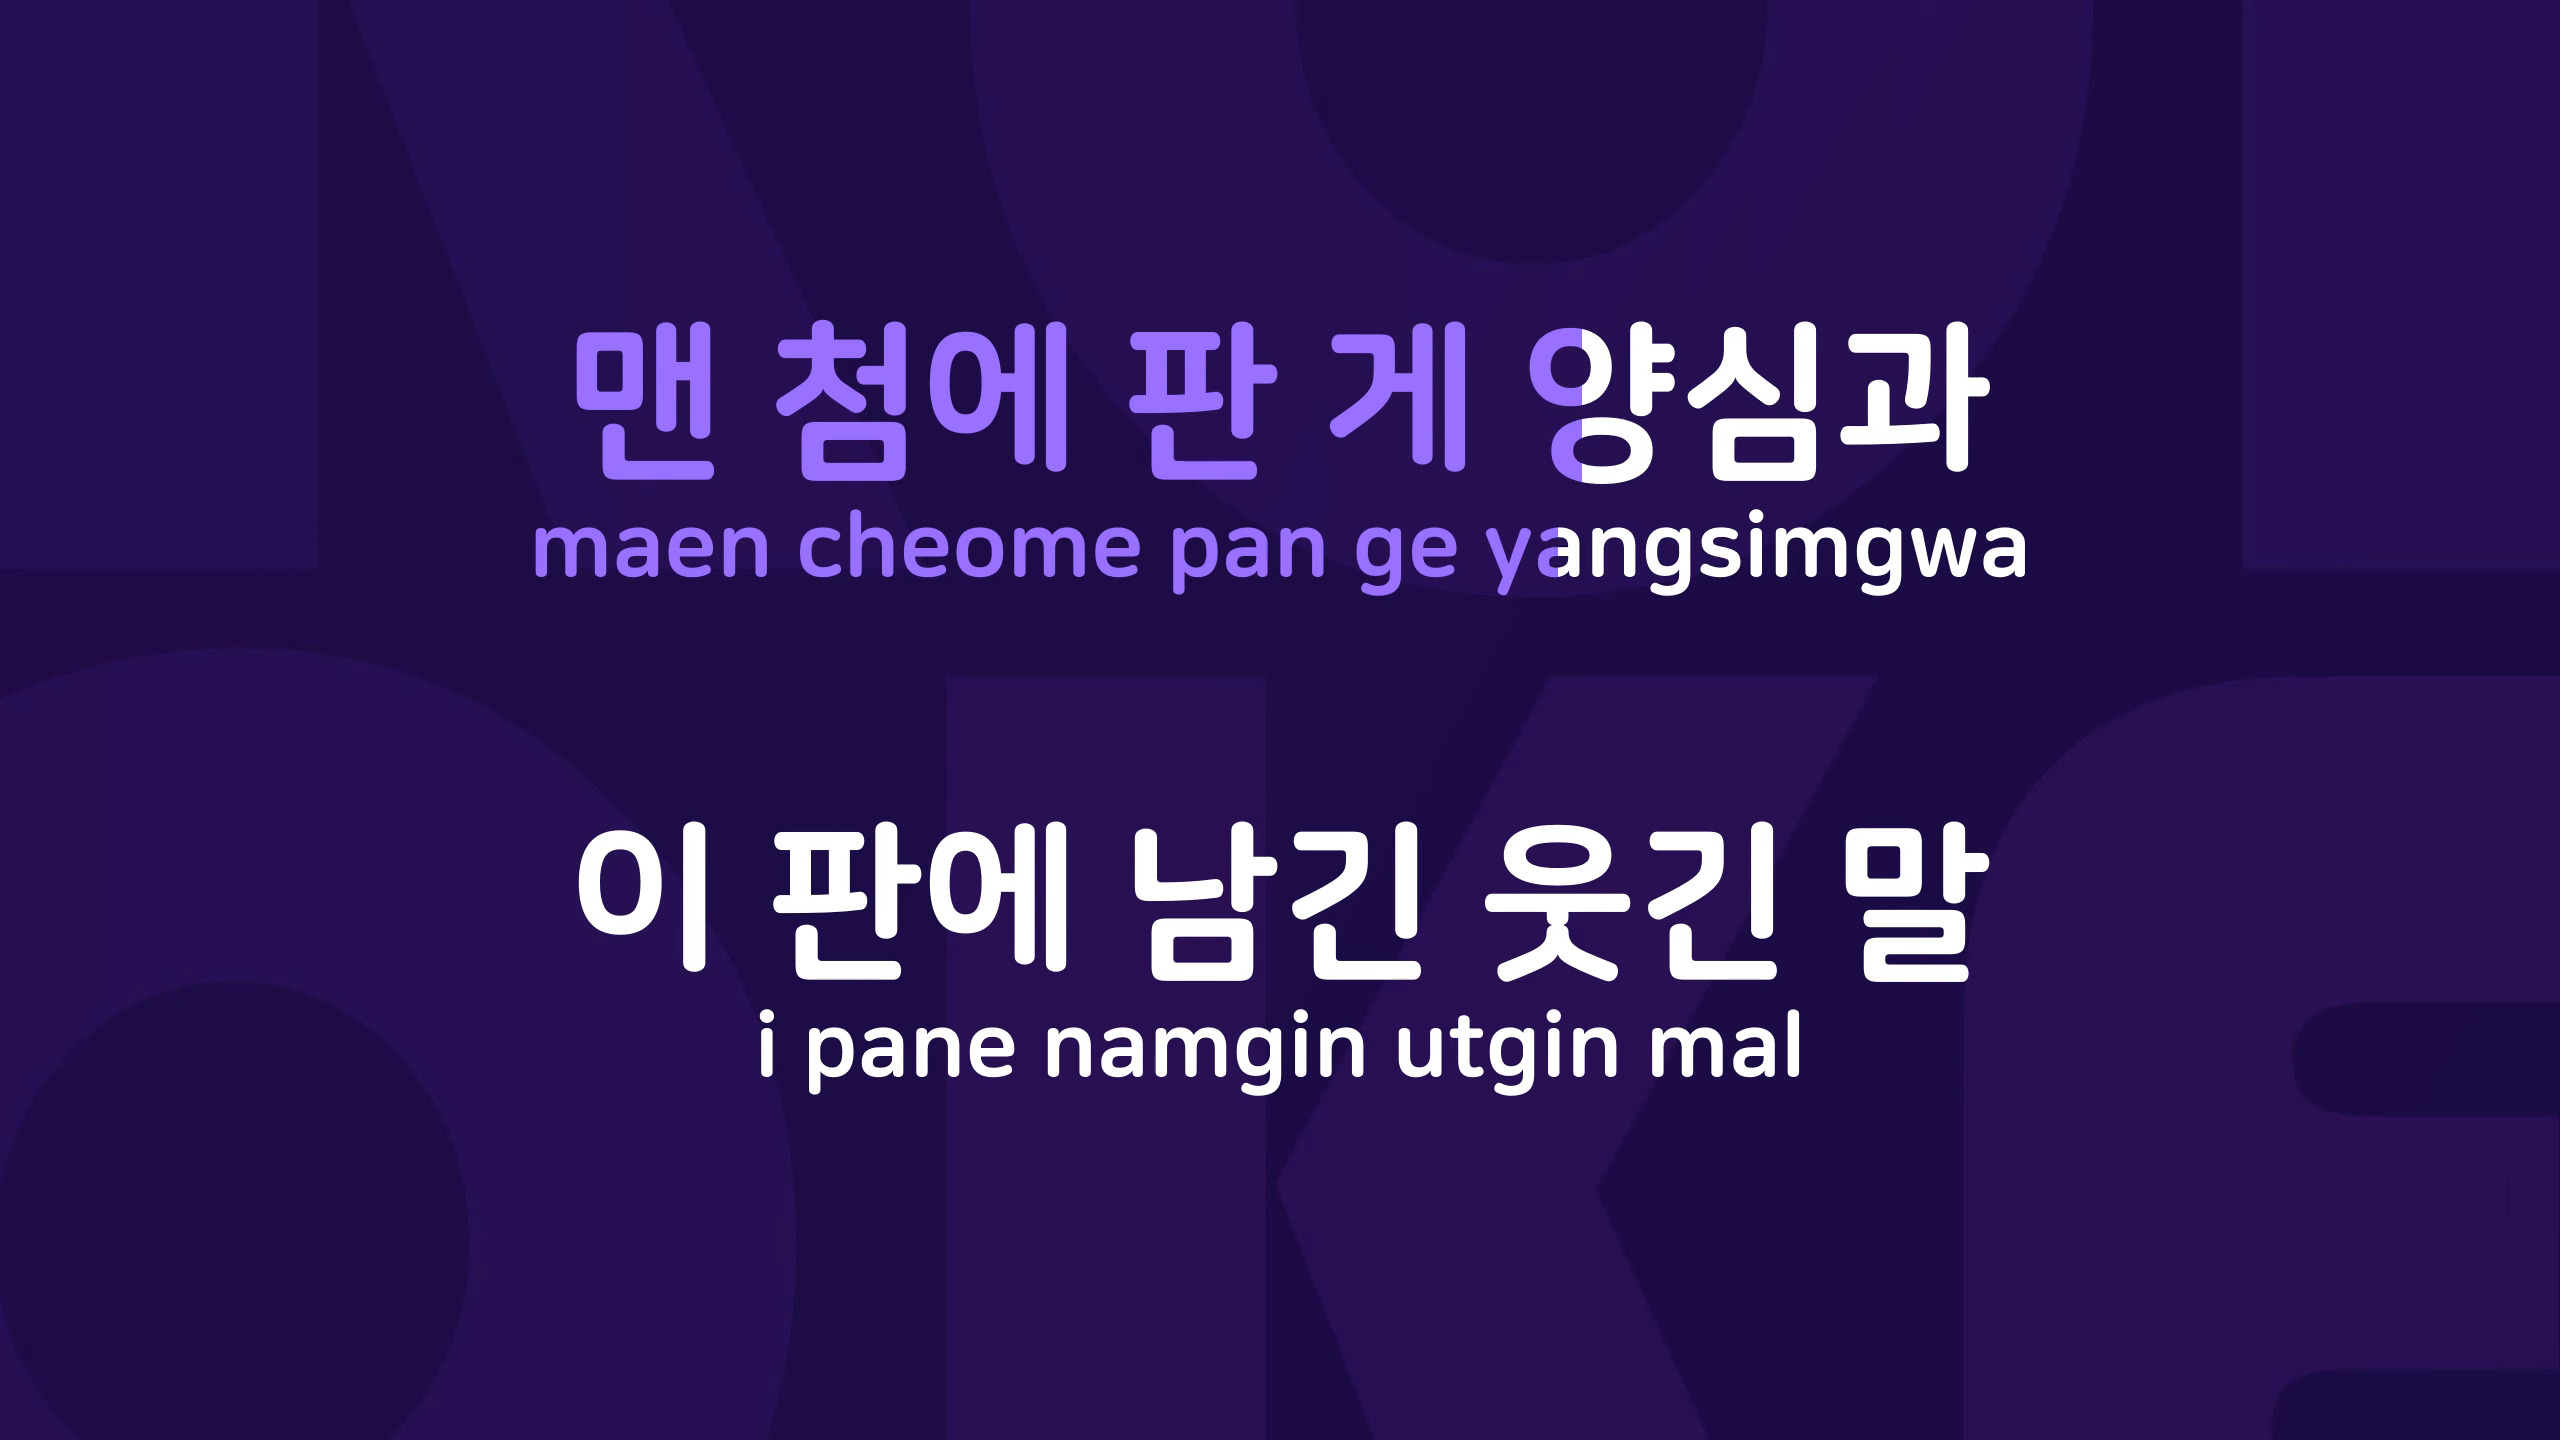 맨 첨에 판 게 양심과
maen cheome pan ge yangsimgwa
이 판에 남긴 웃긴 말
i pane namgin utgin mal